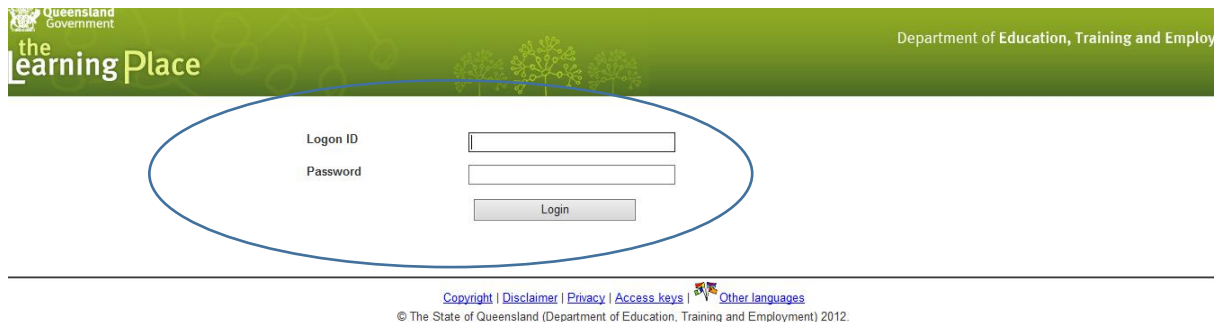 Queensland
Government
the
Learning Place
Department of Education, Training and Employ
Logon ID
Password
Login
Copyright | Disclaimer | Privacy | Access keys | Other languages
© The State of Queensland (Department of Education, Training and Employment) 2012.